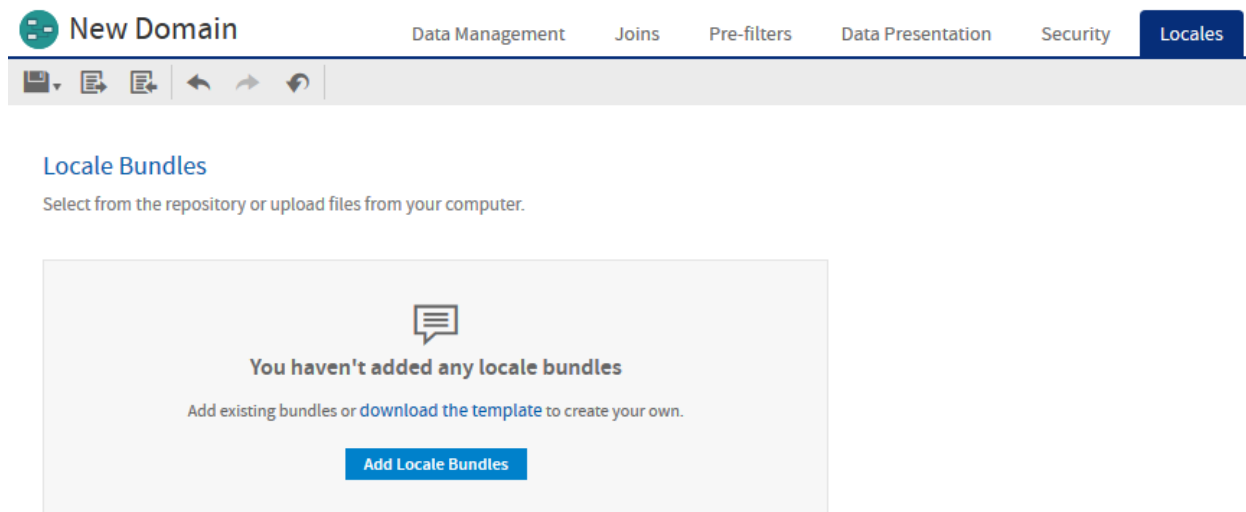 New Domain
Data Management Joins Pre-filters Data Presentation Security Locales
Locale Bundles
Select from the repository or upload files from your computer.
You haven't added any locale bundles
Add existing bundles or download the template to create your own.
Add Locale Bundles